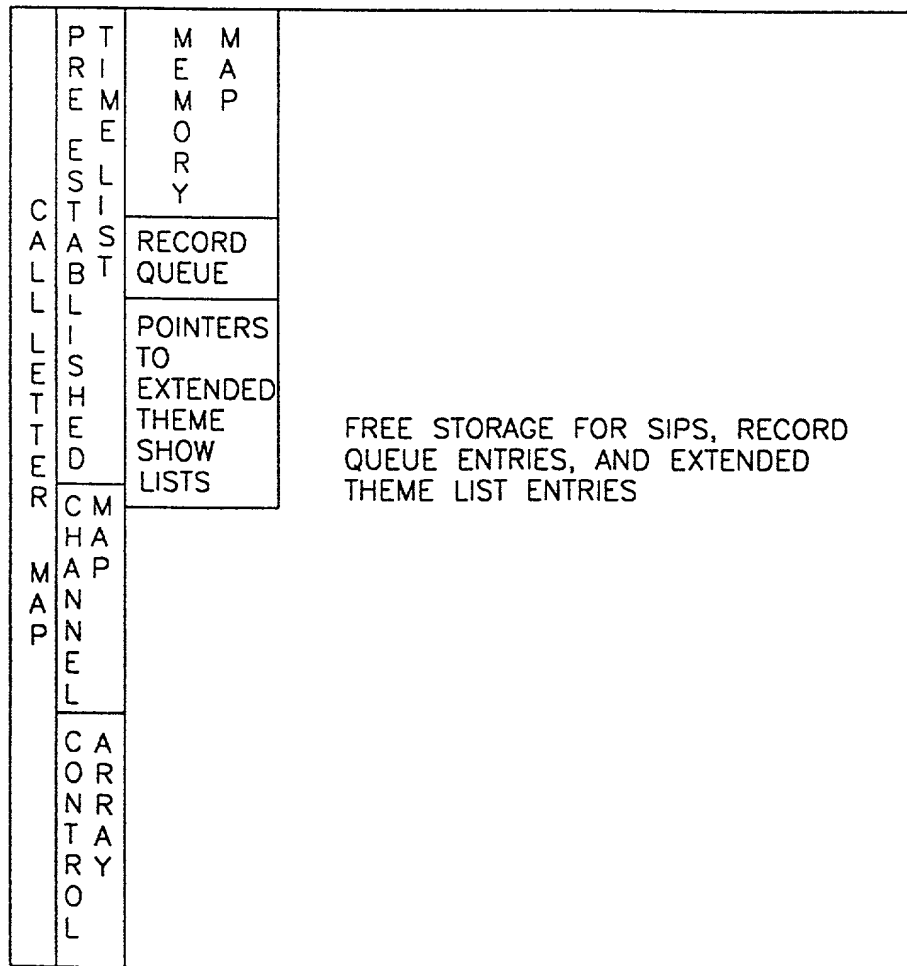 CALL LETTER MAP
PRE ESTABLISHED
TIME LIST
CHANNEL
MAP
CONTROL
ARRAY
MEMORY
MAP
RECORD
QUEUE
POINTERS
TO
EXTENDED
THEME
SHOW
LISTS
FREE STORAGE FOR SIPS, RECORD
QUEUE ENTRIES, AND EXTENDED
THEME LIST ENTRIES